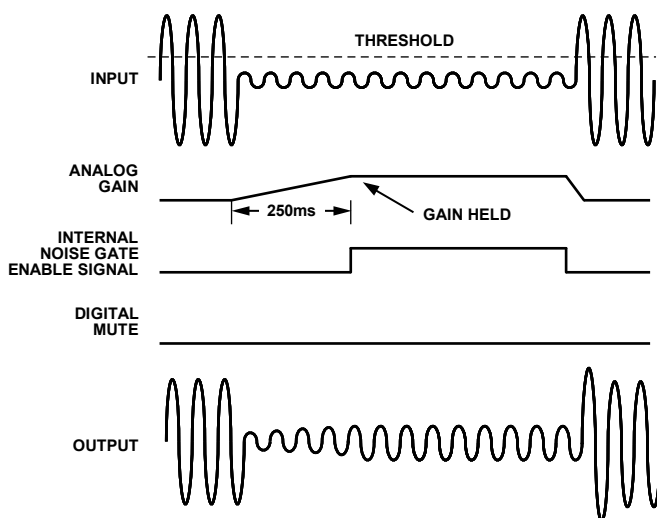 THRESHOLD
INPUT
ANALOG
GAIN
250ms
GAIN HELD
INTERNAL
NOISE GATE
ENABLE SIGNAL
DIGITAL
MUTE
OUTPUT